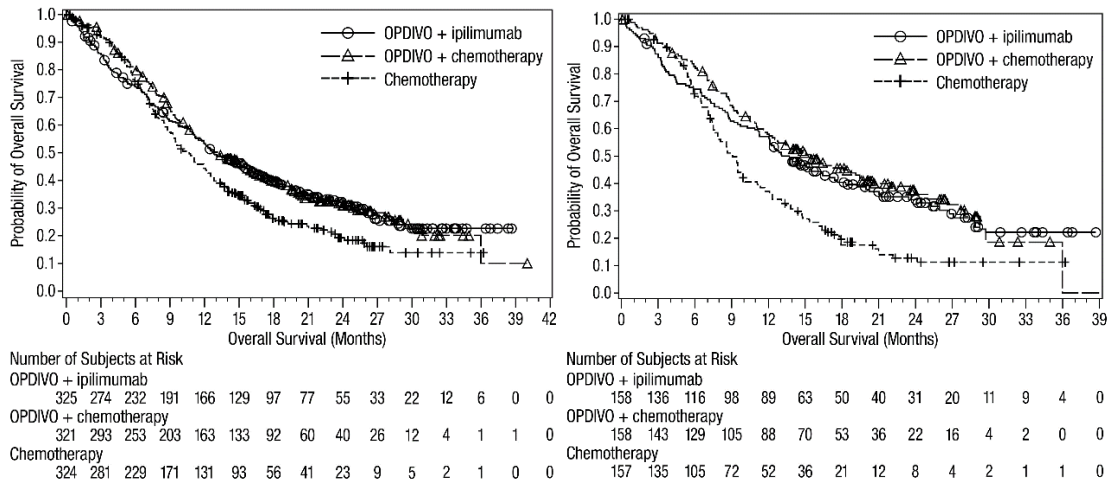 1.0
0.9
0.8
0.7
0.6
0.5
0.4
0.3
0.2
0.1
0.0
Probability of Overall Survival
OPDIVO + ipilimumab
OPDIVO + chemotherapy
Chemotherapy
0 3 6 9 12 15 18 21 24 27 30 33 36 39 42
Overall Survival (Months)
Number of Subjects at Risk
OPDIVO + ipilimumab
325 274 232 191 166 129 97 77 55 33 22 12 6 0 0
OPDIVO + chemotherapy
321 293 253 203 163 133 92 60 40 26 12 4 1 1 0
Chemotherapy
324 281 229 171 131 93 56 41 23 9 5 2 1 0 0
1.0
0.9
0.8
0.7
0.6
0.5
0.4
0.3
0.2
0.1
0.0
Probability of Overall Survival
OPDIVO + ipilimumab
OPDIVO + chemotherapy
Chemotherapy
0 3 6 9 12 15 18 21 24 27 30 33 36 39
Overall Survival (Months)
Number of Subjects at Risk
OPDIVO + ipilimumab
158 136 116 98 89 63 50 40 31 20 11 9 4 0
OPDIVO + chemotherapy
158 143 129 105 88 70 53 36 22 16 4 2 0 0
Chemotherapy
157 135 105 72 52 36 21 12 8 4 2 1 1 0